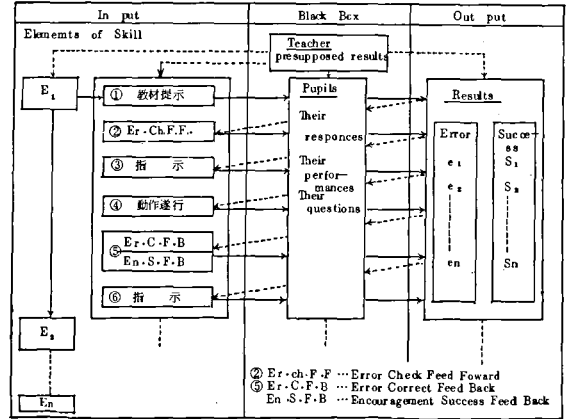 In put
Black Box
Out put
Elememts of Skill
Teacher
presupposed results
E₁
① 教材提示
② Er・Ch.F.F.
③ 指 示
④ 動作遂行
⑤ Er・C・F・B
En・S・F・B
⑥ 指 示
E₂
En
Pupils
Their
responces
Their
perfor-
mances
Their
questions
Results
Error
e₁
e₂
en
Succe-
ss
S₁
S₂
Sn
② Er・ch・F・F …Error Check Feed Foward
⑤ Er・C・F・B …Error Correct Feed Back
En・S・F・B …Encouragement Success Feed Back